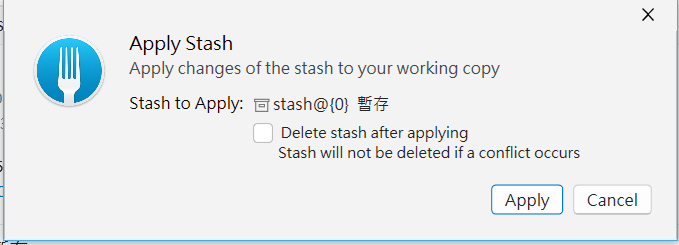 Apply Stash
Apply changes of the stash to your working copy
Stash to Apply: stash@{0} 暫存
Delete stash after applying
Stash will not be deleted if a conflict occurs
Apply Cancel